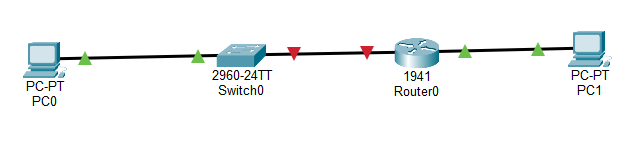 PC-PT
PC0
2960-24TT
Switch0
1941
Router0
PC-PT
PC1